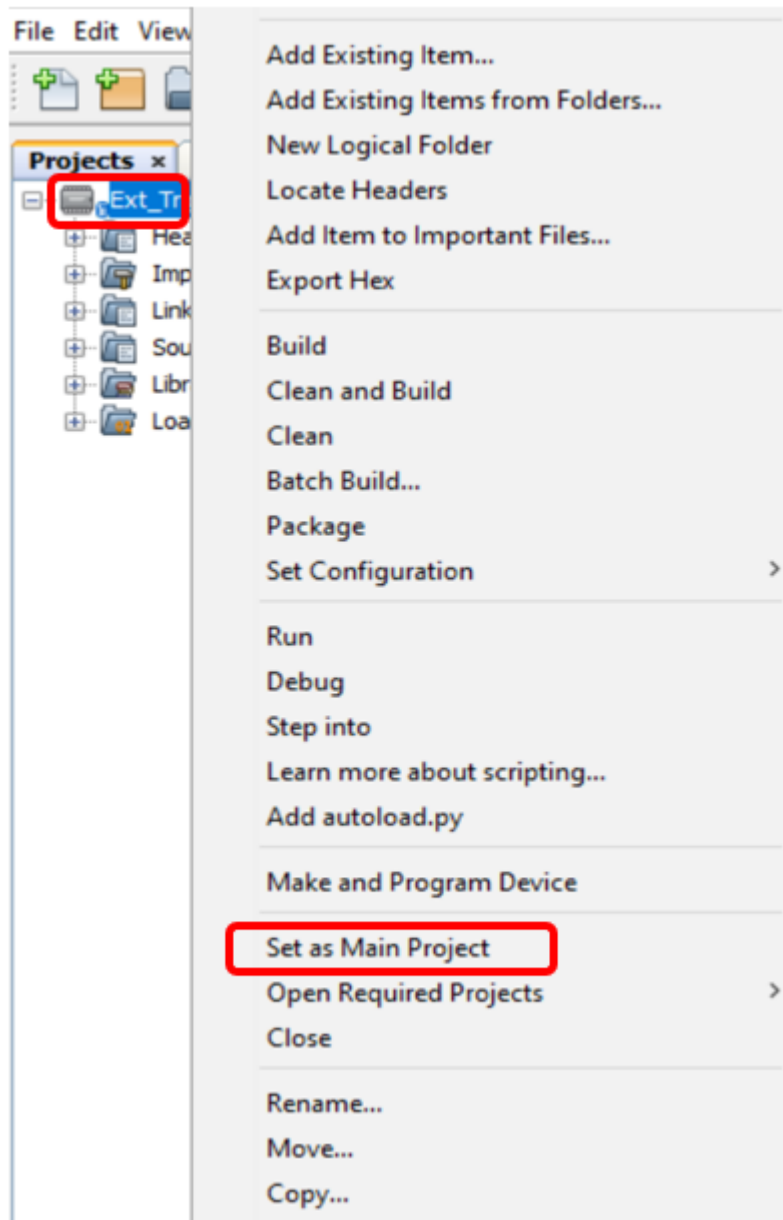 File Edit View
Projects ×
Ext_Tr
Hea
Imp
Link
Sou
Libr
Loa
Add Existing Item...
Add Existing Items from Folders...
New Logical Folder
Locate Headers
Add Item to Important Files...
Export Hex
Build
Clean and Build
Clean
Batch Build...
Package
Set Configuration
Run
Debug
Step into
Learn more about scripting...
Add autoload.py
Make and Program Device
Set as Main Project
Open Required Projects
Close
Rename...
Move...
Copy...